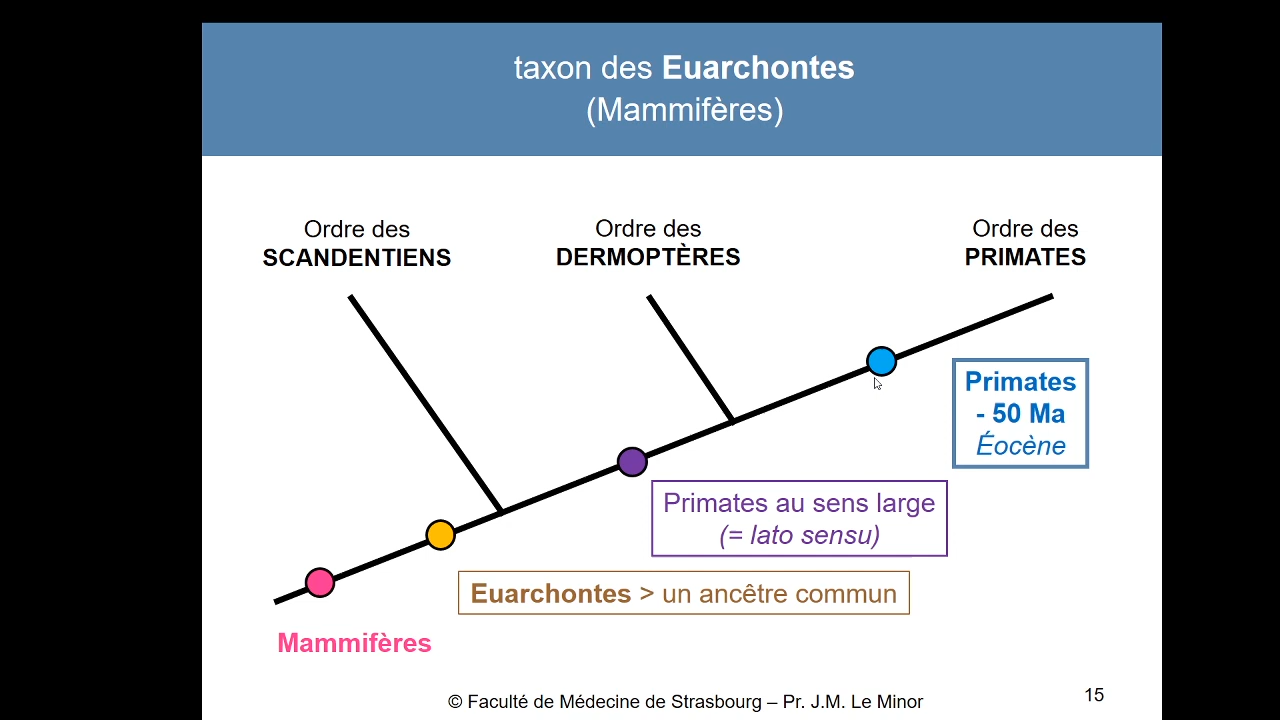 taxon des Euarchontes
(Mammifères)
Ordre des
SCANDENTIENS
Ordre des
DERMOPTÈRES
Ordre des
PRIMATES
Primates
- 50 Ma
Éocène
Primates au sens large
(= lato sensu)
Euarchontes > un ancêtre commun
Mammifères
© Faculté de Médecine de Strasbourg – Pr. J.M. Le Minor
15